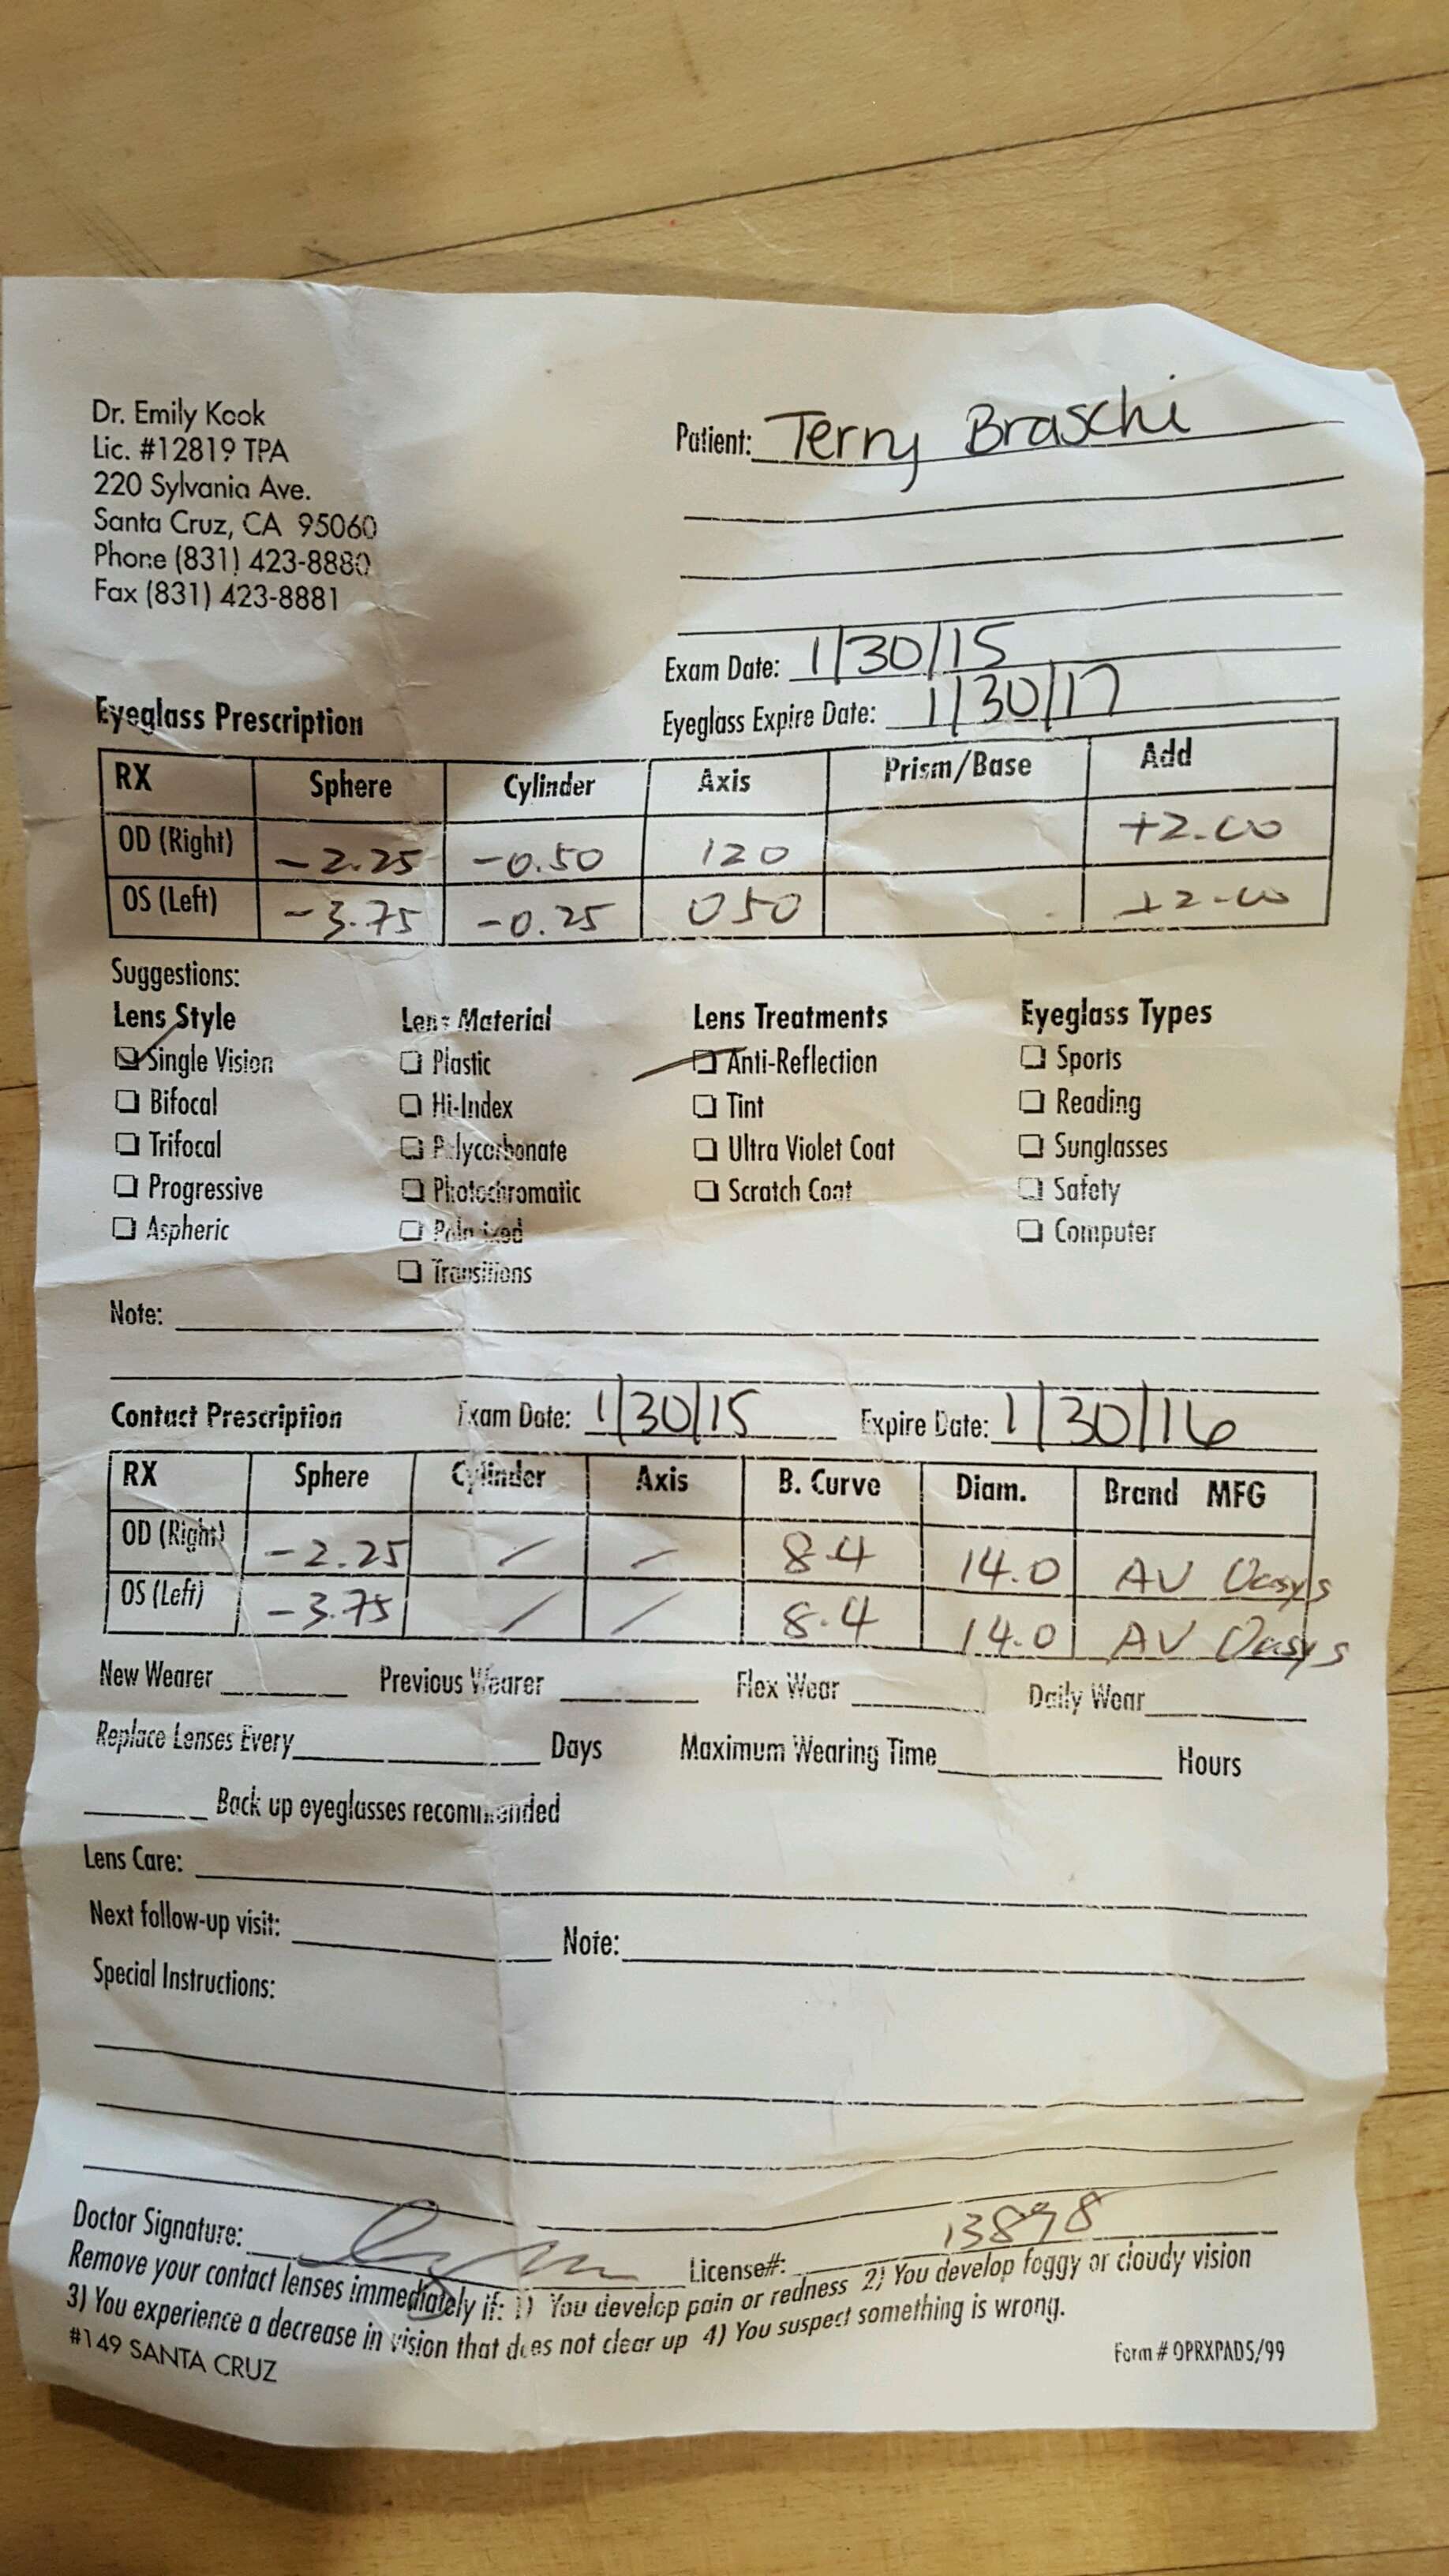 Dr. Emily Kook
Lic. #12819 TPA
220 Sylvania Ave.
Santa Cruz, CA 95060
Phone (831) 423-8880
Fax (831) 423-8881
Patient: Terry Braschi
Exam Date: 1/30/15
Eyeglass Expire Date: 1/30/17
Eyeglass Prescription
RX Sphere Cylinder Axis Prism/Base Add
OD (Right) -2.25 -0.50 120 +2.00
OS (Left) -3.75 -0.25 050 +2.00
Suggestions:
Lens Style Lens Material Lens Treatments Eyeglass Types
Single Vision Plastic Anti-Reflection Sports
Bifocal Hi-Index Tint Reading
Trifocal Polycarbonate Ultra Violet Coat Sunglasses
Progressive Photochromatic Scratch Coat Safety
Aspheric Polarized Computer
Transitions
Note:
Contact Prescription Exam Date: 1/30/15 Expire Date: 1/30/16
RX Sphere Cylinder Axis B. Curve Diam. Brand MFG
OD (Right) -2.25 / / 8.4 14.0 AV Oasys
OS (Left) -3.75 / / 8.4 14.0 AV Oasys
New Wearer Previous Wearer Flex Wear Daily Wear
Replace Lenses Every Days Maximum Wearing Time Hours
Back up eyeglasses recommended
Lens Care:
Next follow-up visit: Note:
Special Instructions:
Doctor Signature: License#: 13898
Remove your contact lenses immediately if: 1) You develop pain or redness 2) You develop foggy or cloudy vision
3) You experience a decrease in vision that does not clear up 4) You suspect something is wrong.
#149 SANTA CRUZ
Form # OPRXPAD5/99